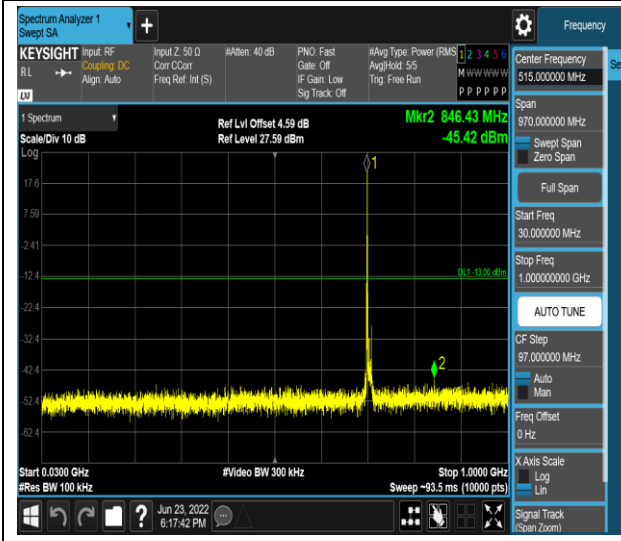 Spectrum Analyzer 1
Swept SA
Frequency
KEYSIGHT
RL
Input: RF
Coupling: DC
Align: Auto
Input Z: 50 Ω
Corr CCorr
Freq Ref: Int (S)
#Atten: 40 dB
PNO: Fast
Gate: Off
IF Gain: Low
Sig Track: Off
#Avg Type: Power (RMS
Avg|Hold: 5/5
Trig: Free Run
1 2 3 4 5 6
M W W W W W
P P P P P P
LXI
1 Spectrum
Scale/Div 10 dB
Log
Ref Lvl Offset 4.59 dB
Ref Level 27.59 dBm
Mkr2 846.43 MHz
-45.42 dBm
1
17.6
7.59
-2.41
-12.4
DL1 -13.00 dBm
-22.4
-32.4
-42.4
2
-52.4
-62.4
Start 0.0300 GHz
#Res BW 100 kHz
#Video BW 300 kHz
Stop 1.0000 GHz
Sweep ~93.5 ms (10000 pts)
Center Frequency
515.000000 MHz
Se
Span
970.000000 MHz
Swept Span
Zero Span
Full Span
Start Freq
30.000000 MHz
Stop Freq
1.000000000 GHz
AUTO TUNE
CF Step
97.000000 MHz
Auto
Man
Freq Offset
0 Hz
X Axis Scale
Log
Lin
Signal Track
(Span Zoom)
?
Jun 23, 2022
6:17:42 PM